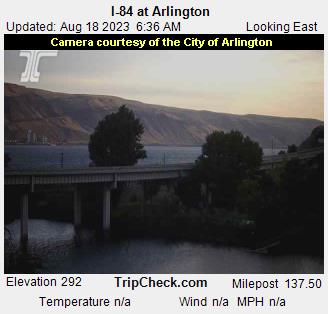 I-84 at Arlington
Updated: Aug 18 2023 6:36 AM Looking East
Camera courtesy of the City of Arlington
Elevation 292 TripCheck.com Milepost 137.50
Temperature n/a Wind n/a MPH n/a